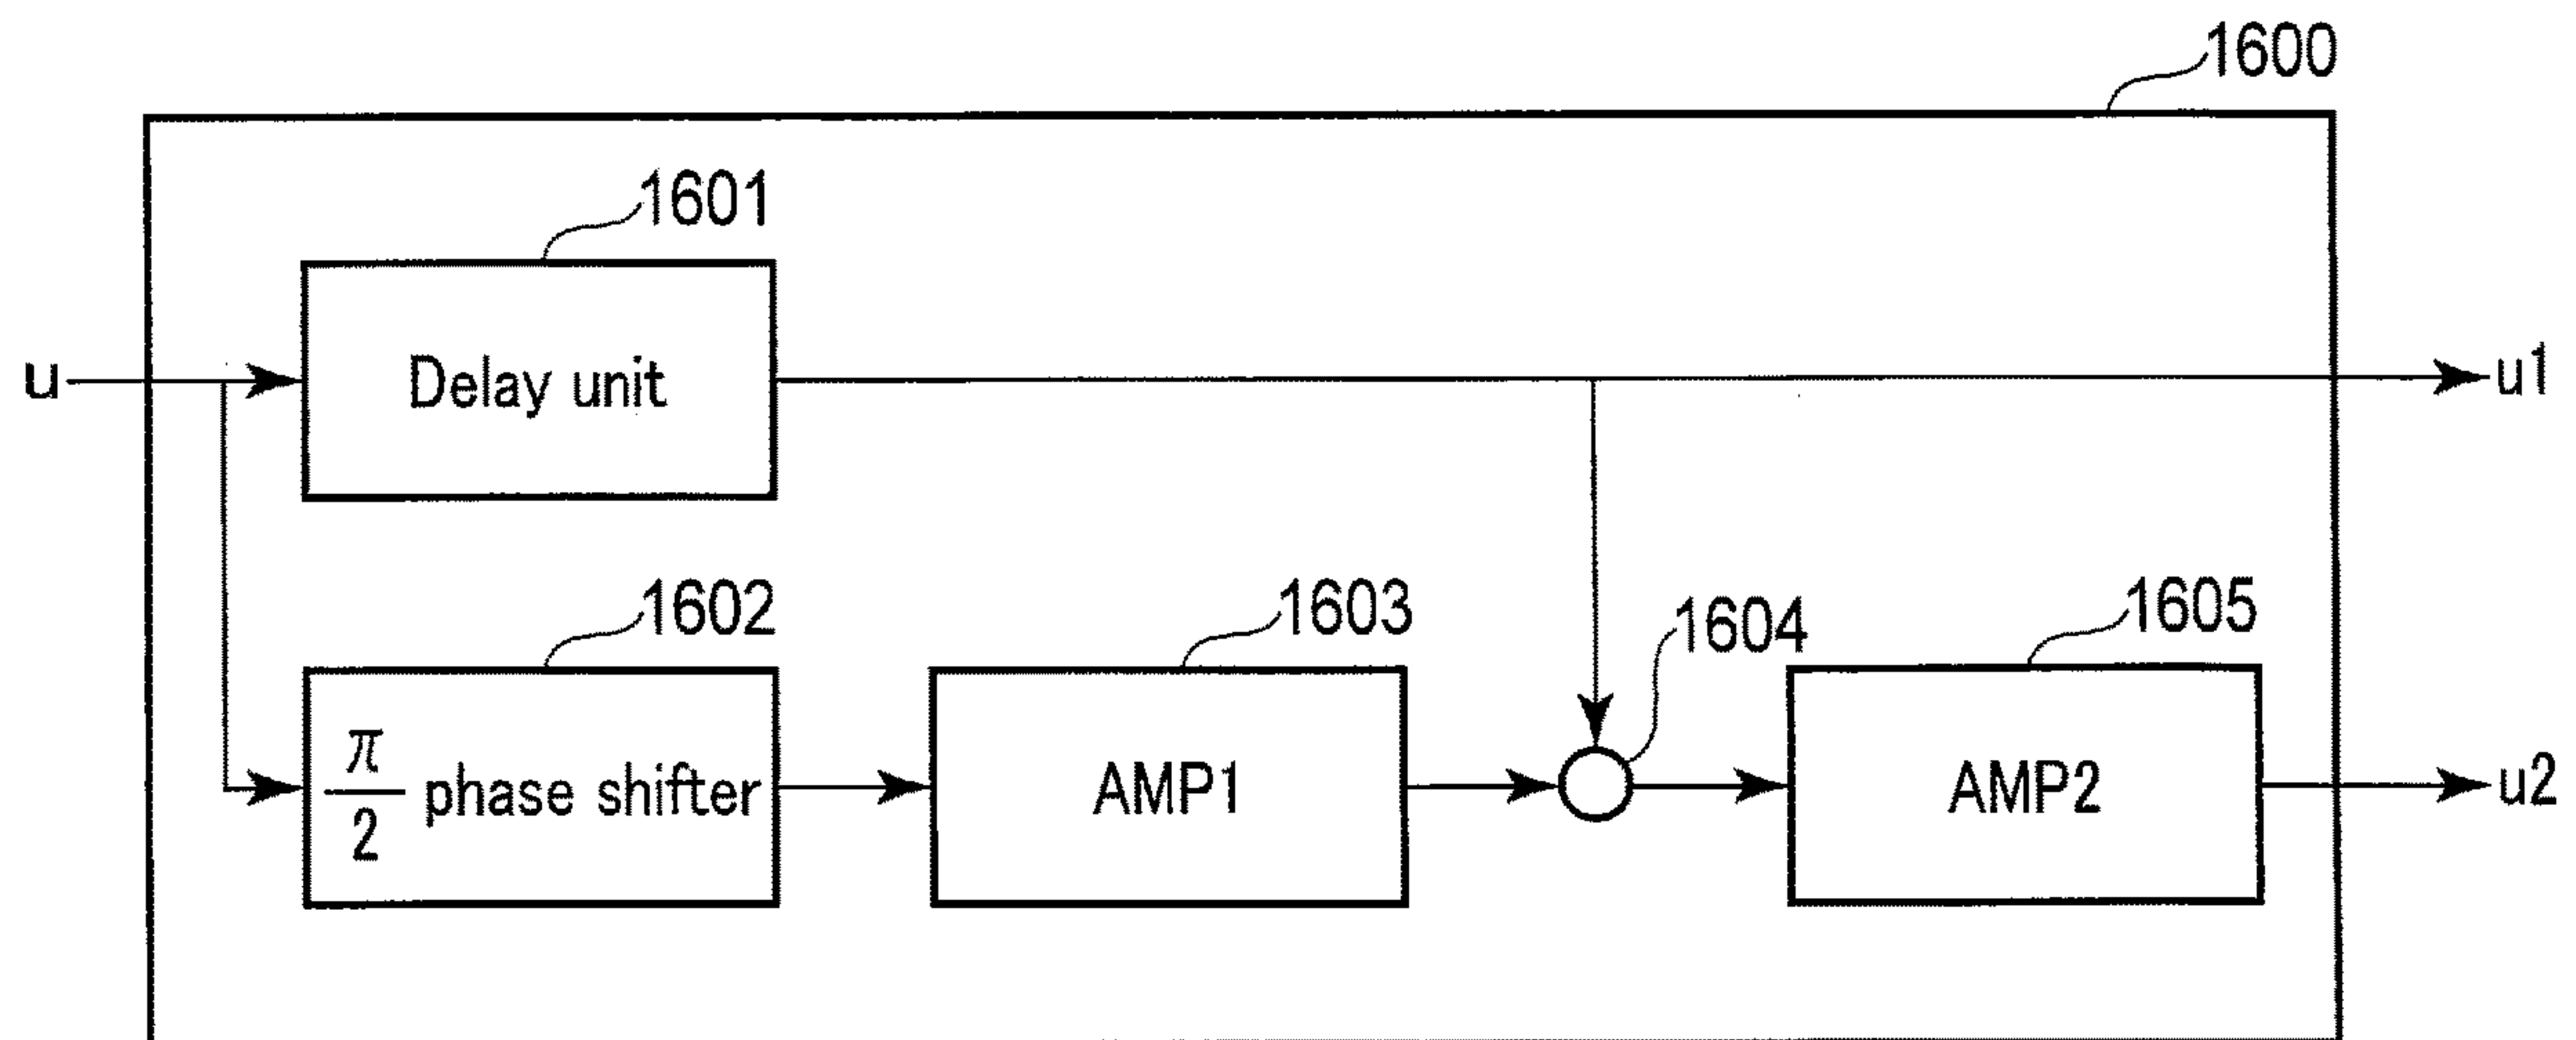 1600
1601
u
Delay unit
u1
1602
1603
1604
1605
π/2 phase shifter
AMP1
AMP2
u2